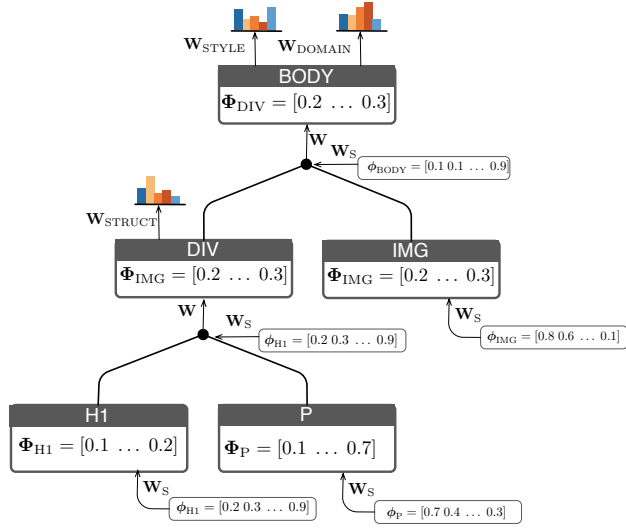 W_STYLE
W_DOMAIN
BODY
Φ_DIV = [0.2 … 0.3]
W
W_S
ϕ_BODY = [0.1 0.1 … 0.9]
W_STRUCT
DIV
Φ_IMG = [0.2 … 0.3]
IMG
Φ_IMG = [0.2 … 0.3]
W
W_S
ϕ_H1 = [0.2 0.3 … 0.9]
W_S
ϕ_IMG = [0.8 0.6 … 0.1]
H1
Φ_H1 = [0.1 … 0.2]
P
Φ_P = [0.1 … 0.7]
W_S
ϕ_H1 = [0.2 0.3 … 0.9]
W_S
ϕ_P = [0.7 0.4 … 0.3]